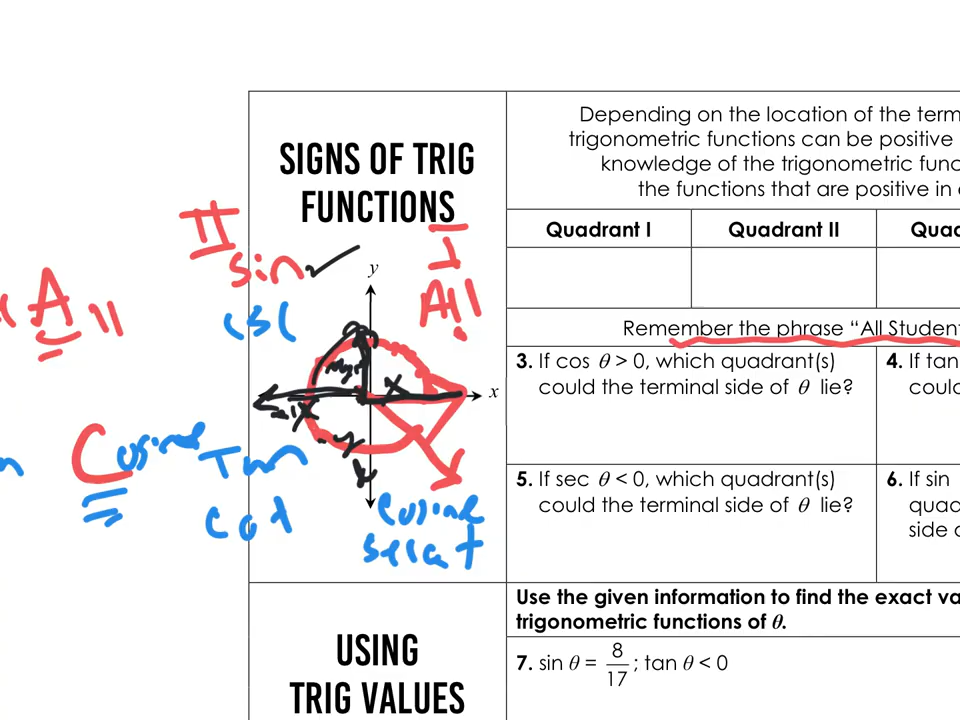 SIGNS OF TRIG
FUNCTIONS
Depending on the location of the term
trigonometric functions can be positive
knowledge of the trigonometric func
the functions that are positive in
Quadrant I
Quadrant II
Quad
II
I
sin
csc
All
All
y
x
x
Remember the phrase “All Student
3. If cos θ > 0, which quadrant(s)
could the terminal side of θ lie?
4. If tan
could
Cosine
Tan
cot
Cosine
secat
5. If sec θ < 0, which quadrant(s)
could the terminal side of θ lie?
6. If sin
quad
side o
Use the given information to find the exact va
trigonometric functions of θ.
USING
TRIG VALUES
7. sin θ = 8/17; tan θ < 0